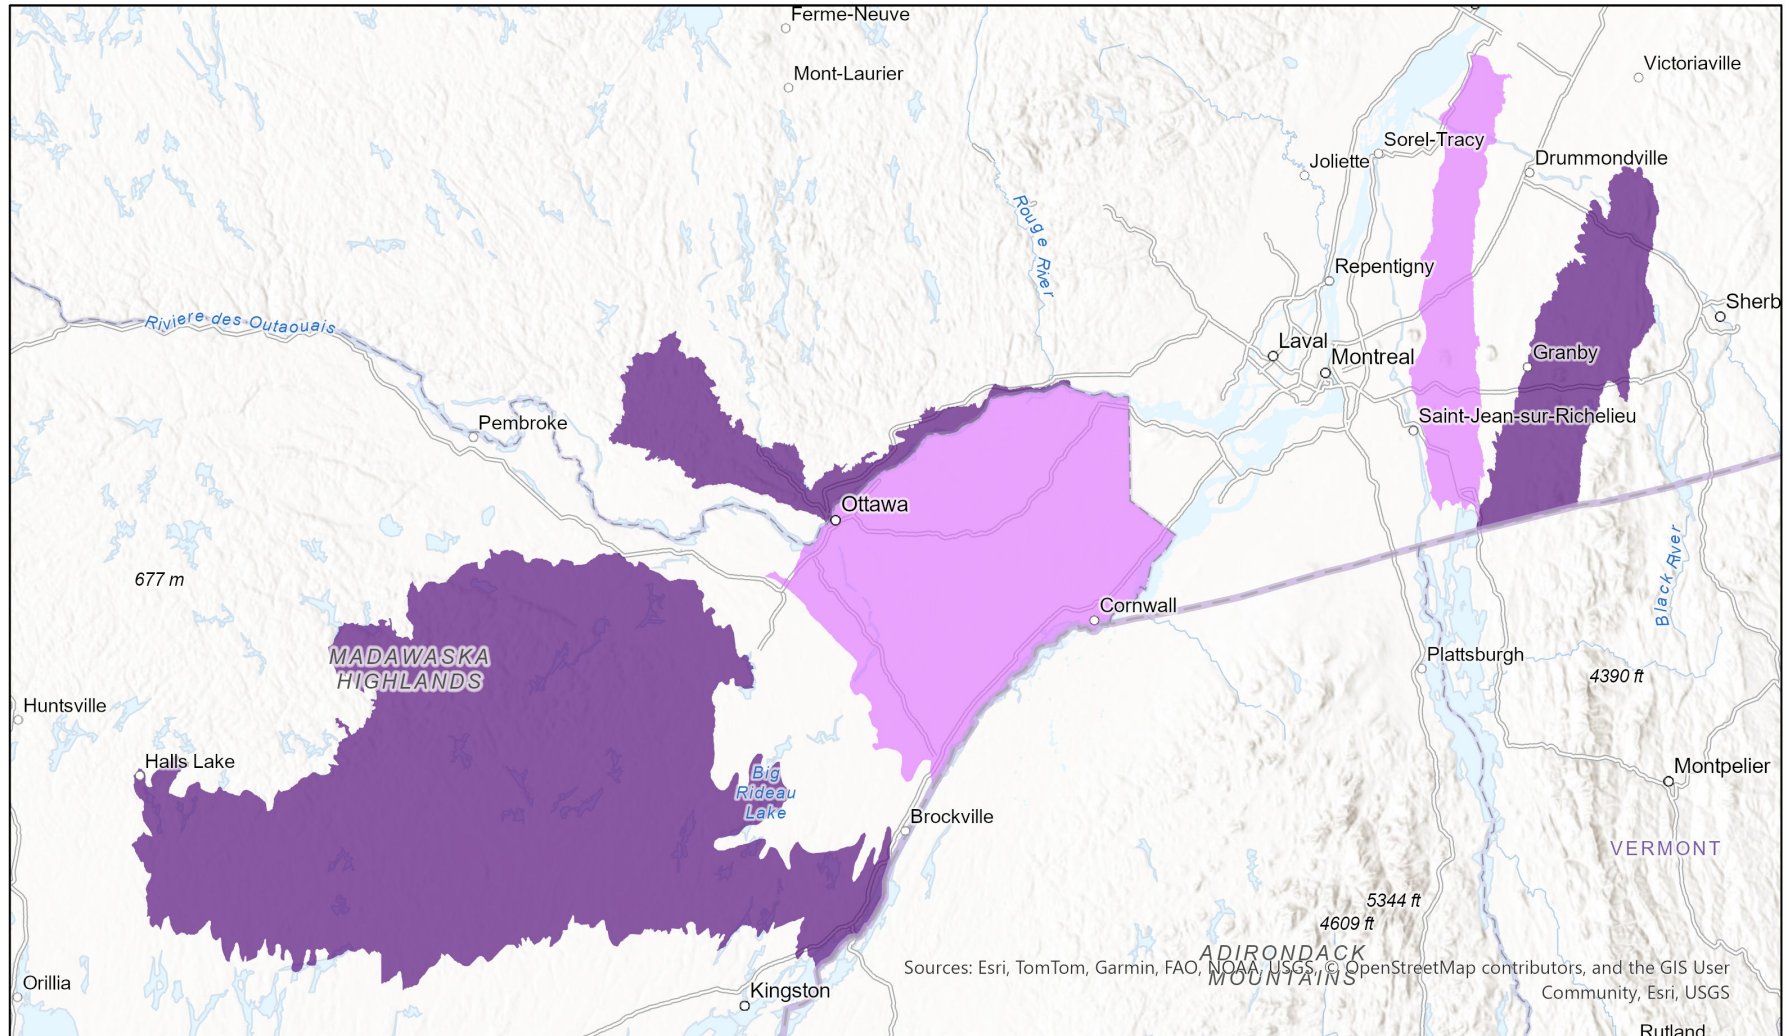 Ferme-Neuve
Mont-Laurier
Victoriaville
Sorel-Tracy
Joliette
Drummondville
Rouge River
Repentigny
Sherb
Riviere des Outaouais
Laval
Montreal
Granby
Pembroke
Saint-Jean-sur-Richelieu
Ottawa
Black River
677 m
Cornwall
MADAWASKA
HIGHLANDS
Plattsburgh
4390 ft
Huntsville
Halls Lake
Big
Rideau
Lake
Montpelier
Brockville
VERMONT
5344 ft
4609 ft
ADIRONDACK
MOUNTAINS
Sources: Esri, TomTom, Garmin, FAO, NOAA, USGS, © OpenStreetMap contributors, and the GIS User
Community, Esri, USGS
Orillia
Kingston
Rutland